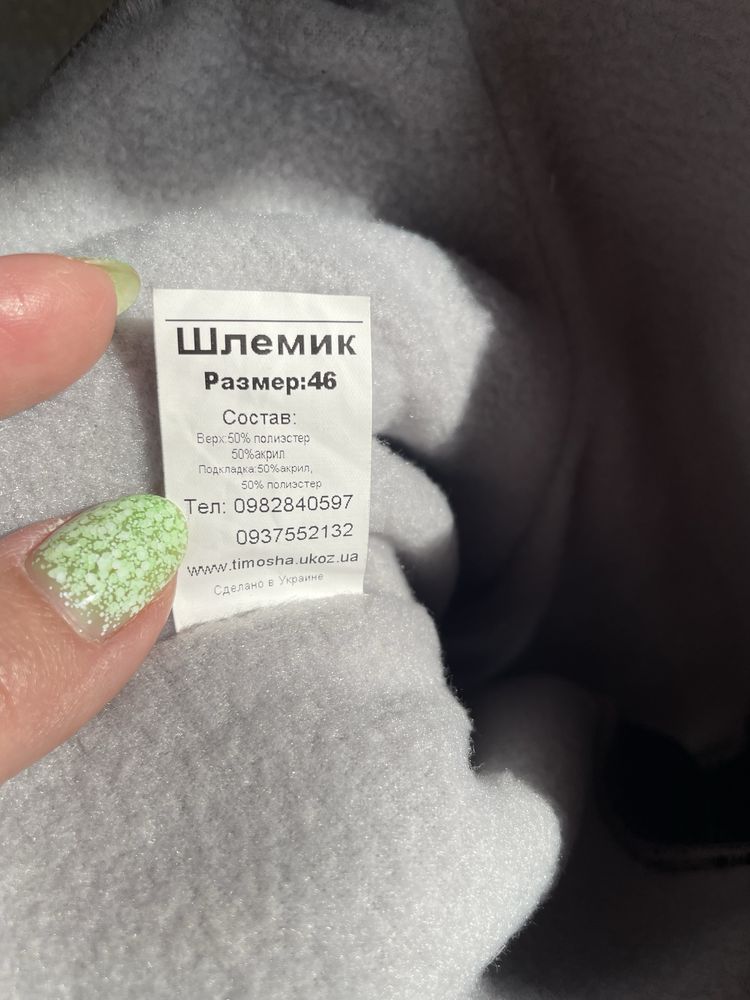 Шлемик
Размер:46
Состав:
Верх:50% полиэстер
50%акрил
Подкладка:50%акрил,
50% полиэстер
Тел: 0982840597
0937552132
www.timosha.ukoz.ua
Сделано в Украине